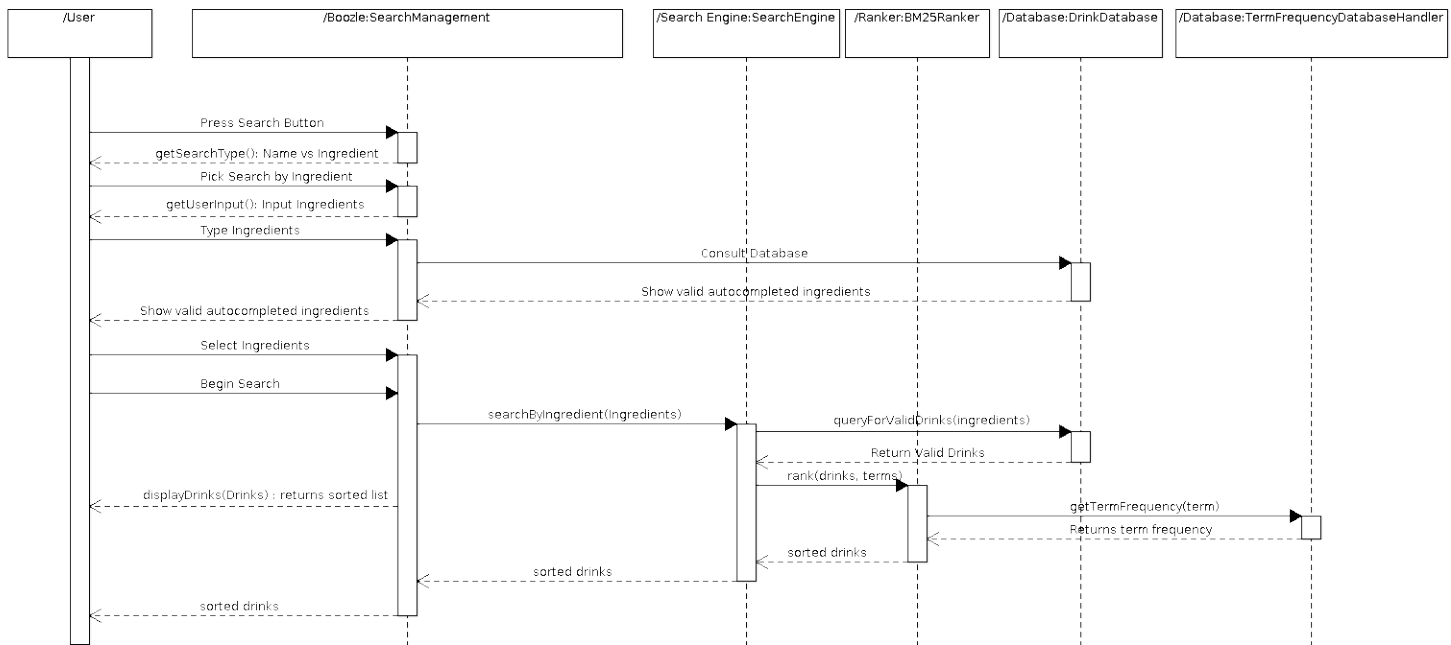 /User
/Boozle:SearchManagement
/Search Engine:SearchEngine
/Ranker:BM25Ranker
/Database:DrinkDatabase
/Database:TermFrequencyDatabaseHandler
Press Search Button
getSearchType(): Name vs Ingredient
Pick Search by Ingredient
getUserInput(): Input Ingredients
Type Ingredients
Consult Database
Show valid autocompleted ingredients
Show valid autocompleted ingredients
Select Ingredients
Begin Search
searchByIngredient(Ingredients)
queryForValidDrinks(ingredients)
Return Valid Drinks
rank(drinks, terms)
displayDrinks(Drinks) : returns sorted list
getTermFrequency(term)
Returns term frequency
sorted drinks
sorted drinks
sorted drinks